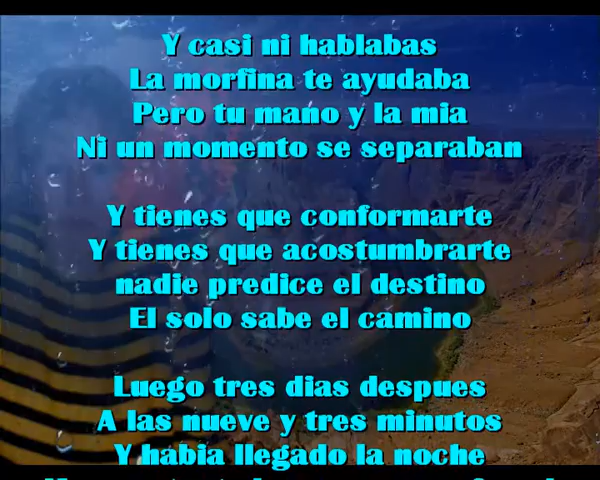 Y casi ni hablabas
La morfina te ayudaba
Pero tu mano y la mia
Ni un momento se separaban
Y tienes que conformarte
Y tienes que acostumbrarte
nadie predice el destino
El solo sabe el camino
Luego tres dias despues
A las nueve y tres minutos
Y habia llegado la noche